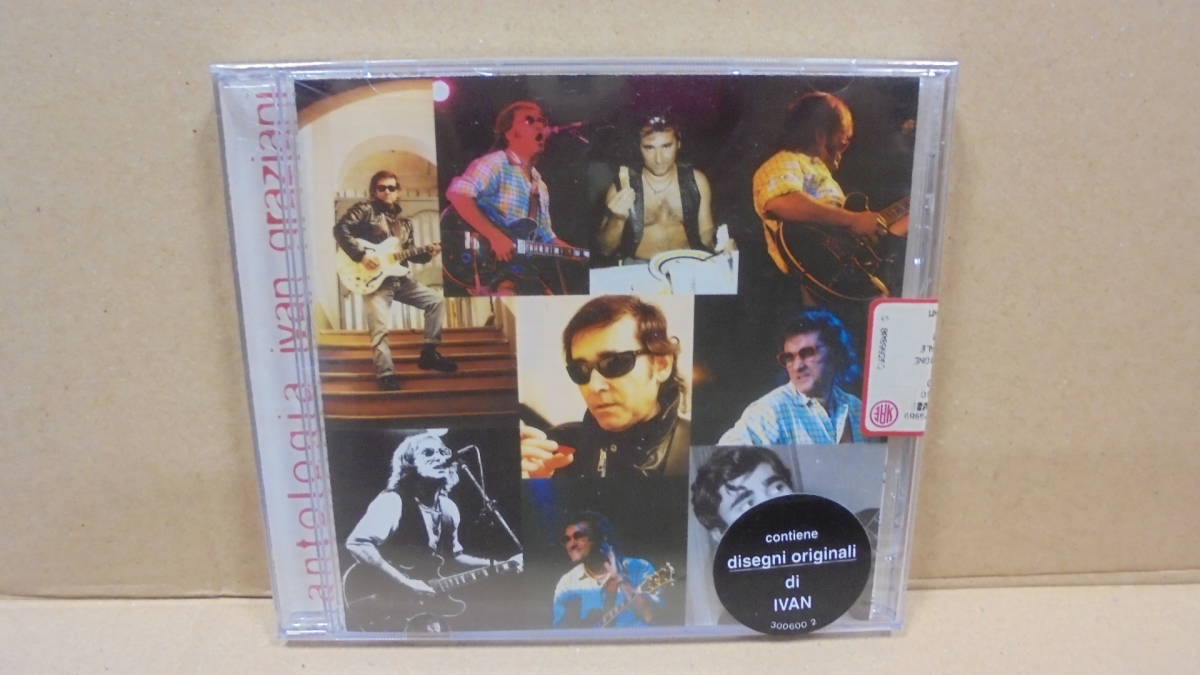 antologia ivan graziani
contiene
disegni originali
di
IVAN
300600 2